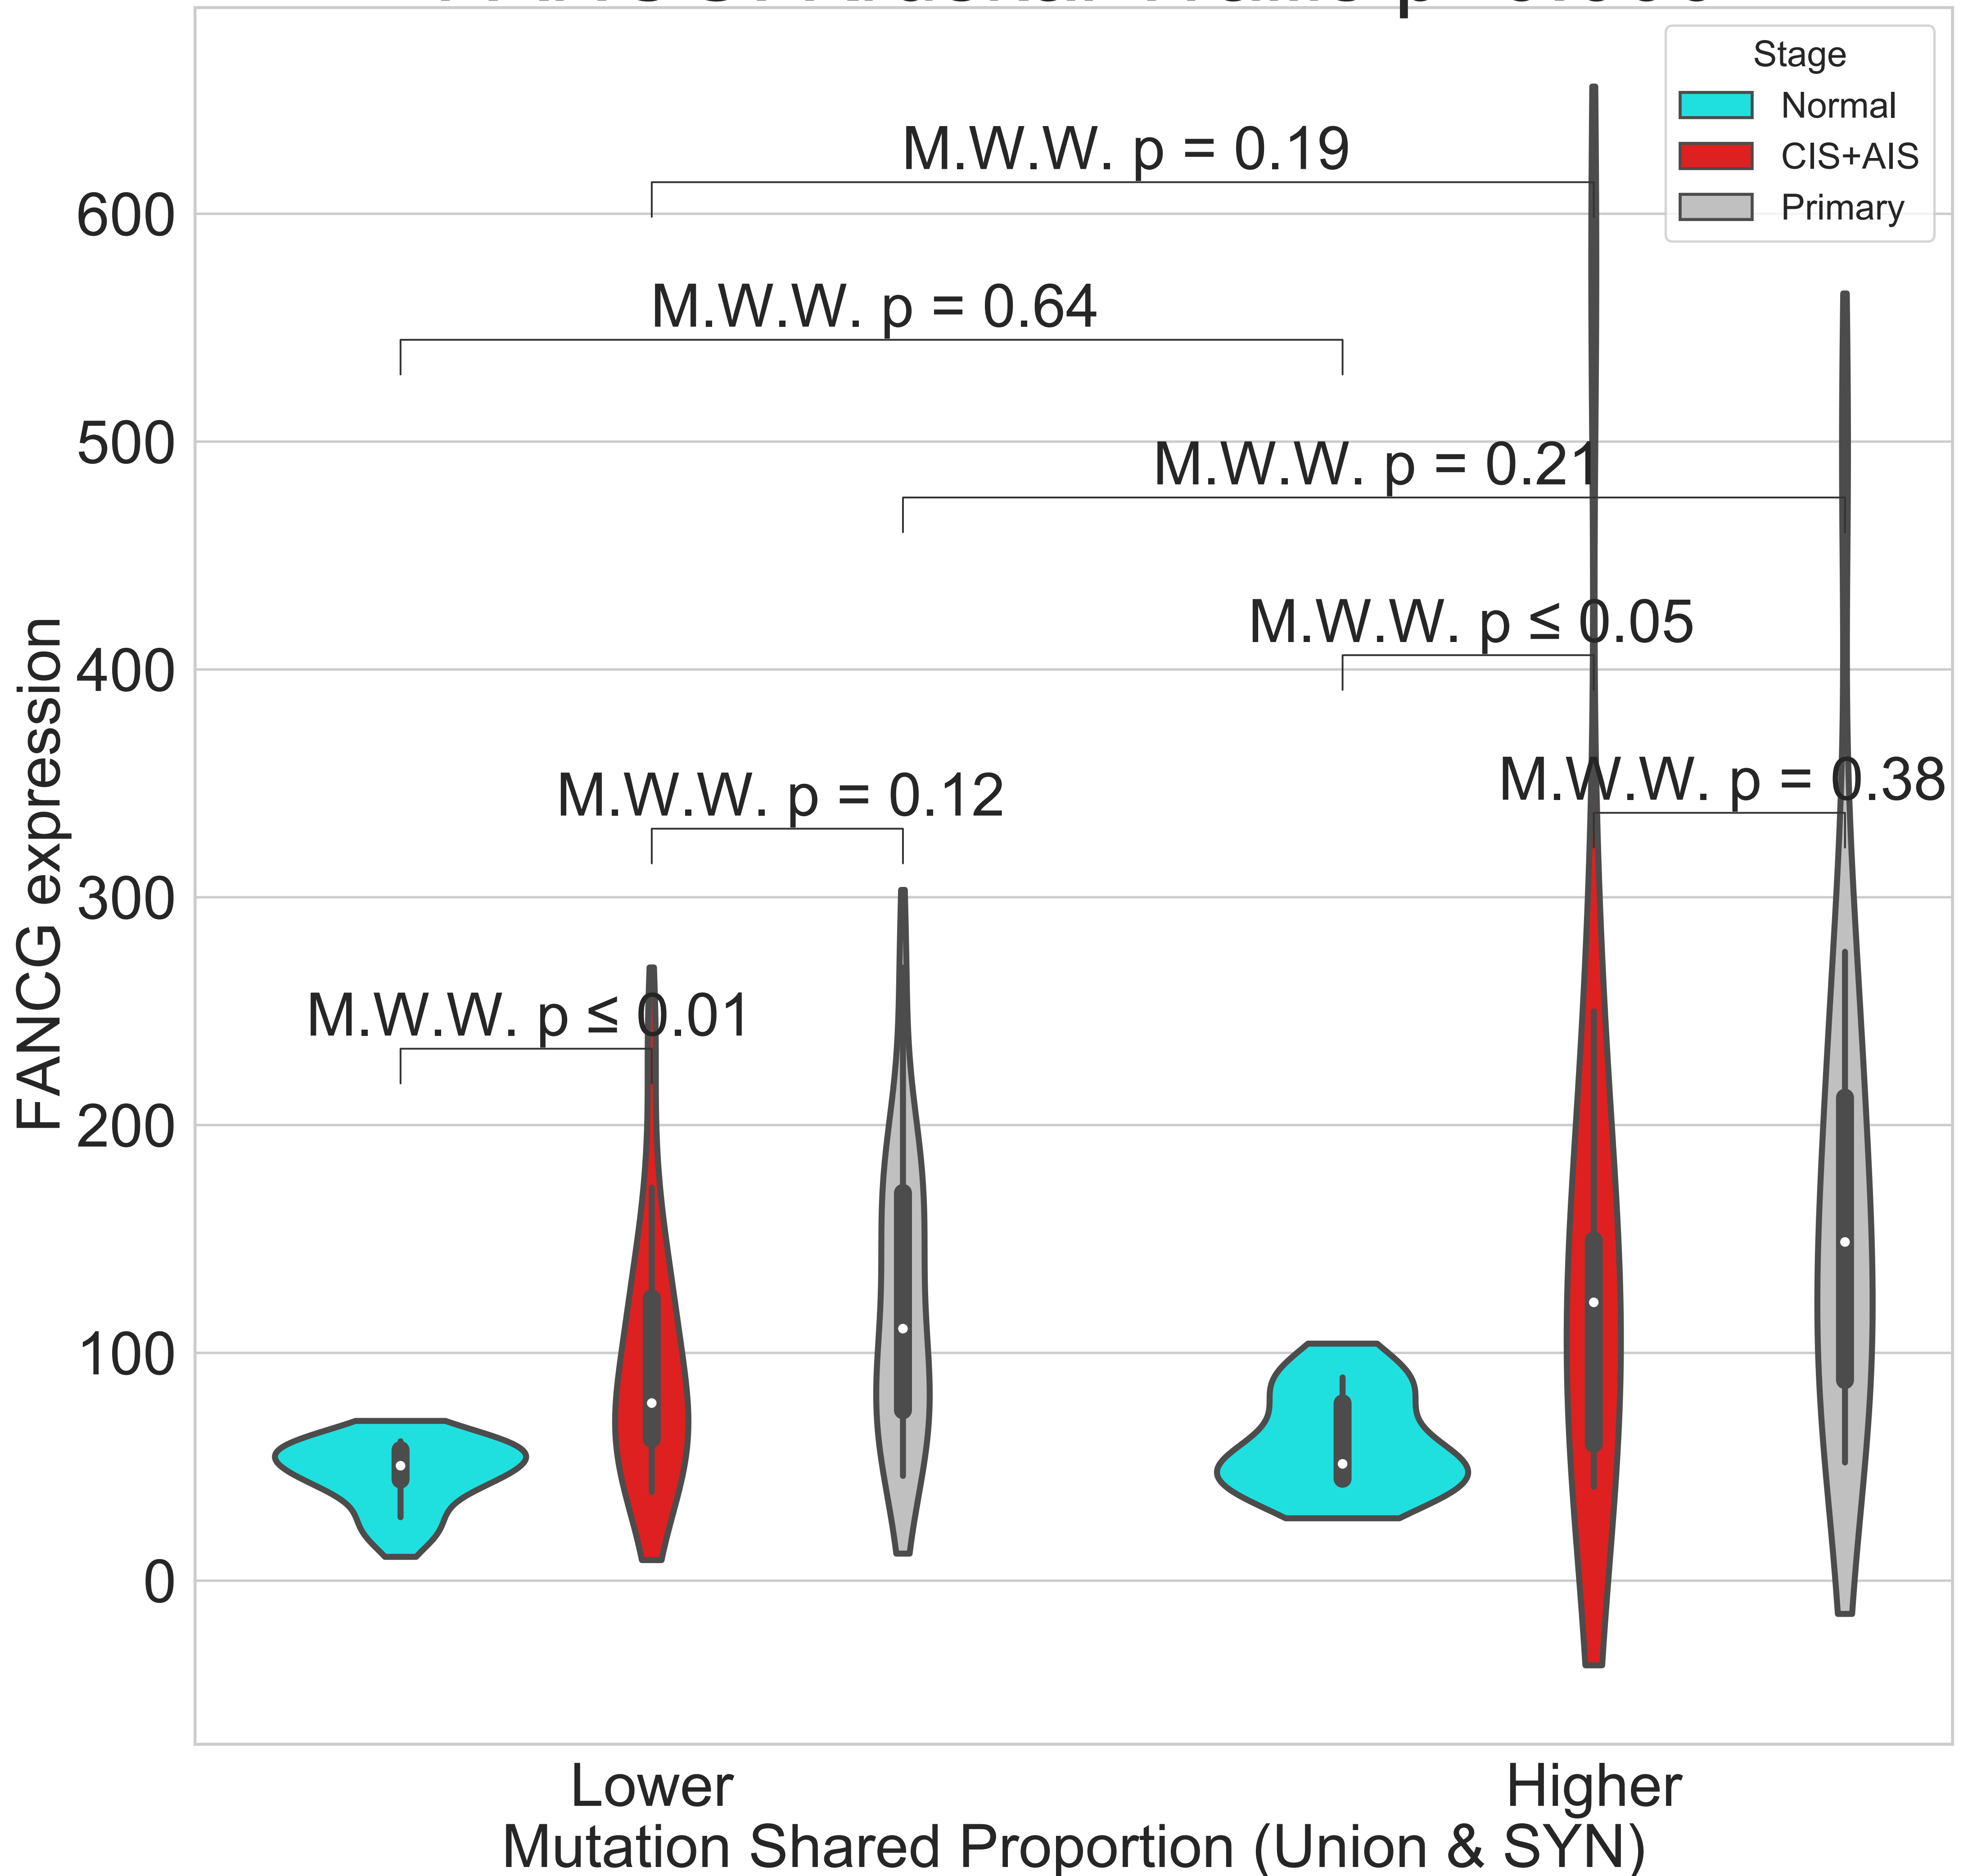 Stage
Normal
CIS+AIS
Primary
M.W.W. p = 0.19
600
M.W.W. p = 0.64
500
M.W.W. p = 0.21
M.W.W. p ≤ 0.05
400
M.W.W. p = 0.12
M.W.W. p = 0.38
300
M.W.W. p ≤ 0.01
200
100
0
FANCG expression
Lower
Higher
Mutation Shared Proportion (Union & SYN)